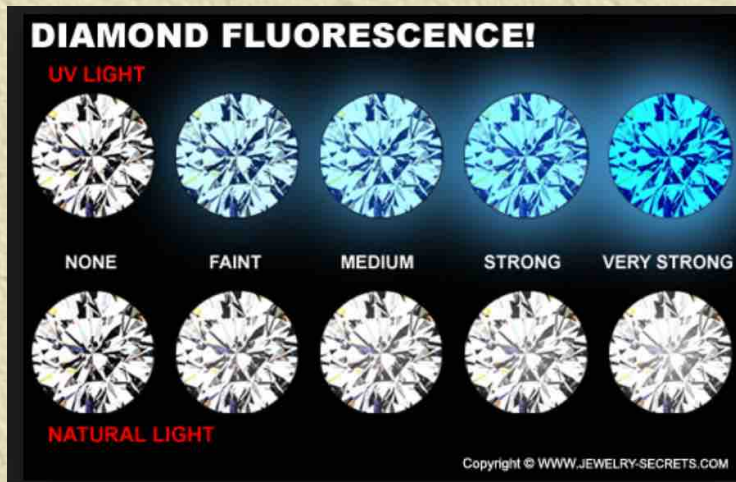 DIAMOND FLUORESCENCE!
UV LIGHT
NONE FAINT MEDIUM STRONG VERY STRONG
NATURAL LIGHT
Copyright © WWW.JEWELRY-SECRETS.COM